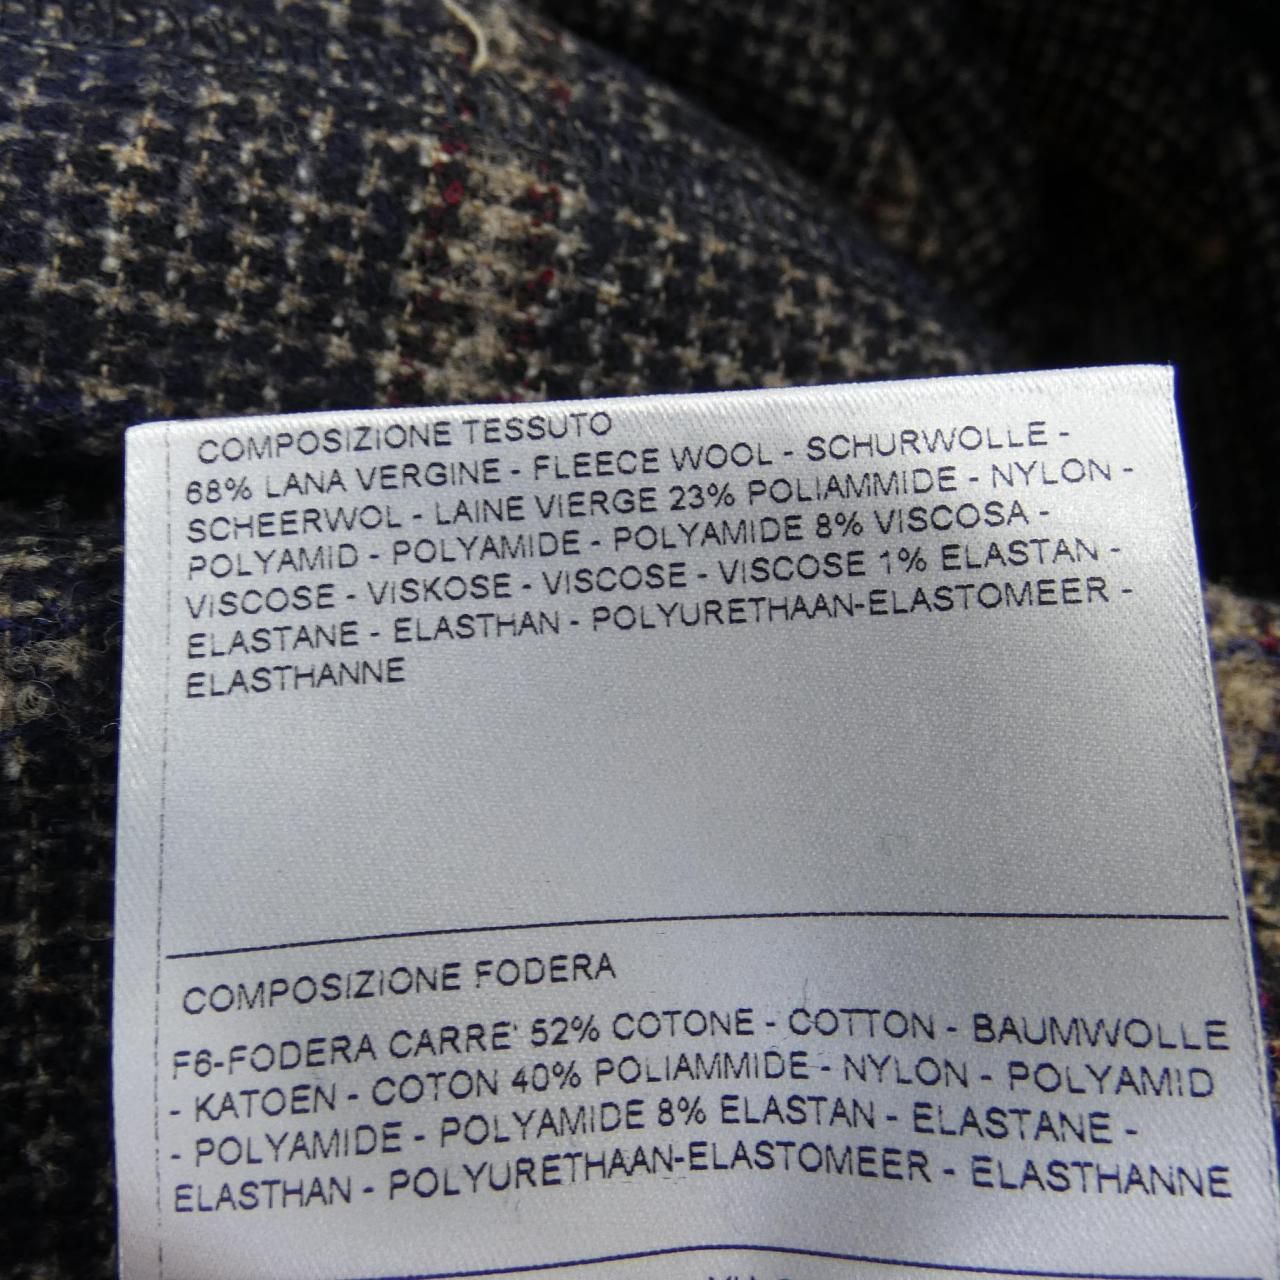 COMPOSIZIONE TESSUTO
68% LANA VERGINE - FLEECE WOOL - SCHURWOLLE -
SCHEERWOL - LAINE VIERGE 23% POLIAMMIDE - NYLON -
POLYAMID - POLYAMIDE - POLYAMIDE 8% VISCOSA -
VISCOSE - VISKOSE - VISCOSE - VISCOSE 1% ELASTAN -
ELASTANE - ELASTHAN - POLYURETHAAN-ELASTOMEER -
ELASTHANNE
COMPOSIZIONE FODERA
F6-FODERA CARRE' 52% COTONE - COTTON - BAUMWOLLE
- KATOEN - COTON 40% POLIAMMIDE - NYLON - POLYAMID
- POLYAMIDE - POLYAMIDE 8% ELASTAN - ELASTANE -
ELASTHAN - POLYURETHAAN-ELASTOMEER - ELASTHANNE